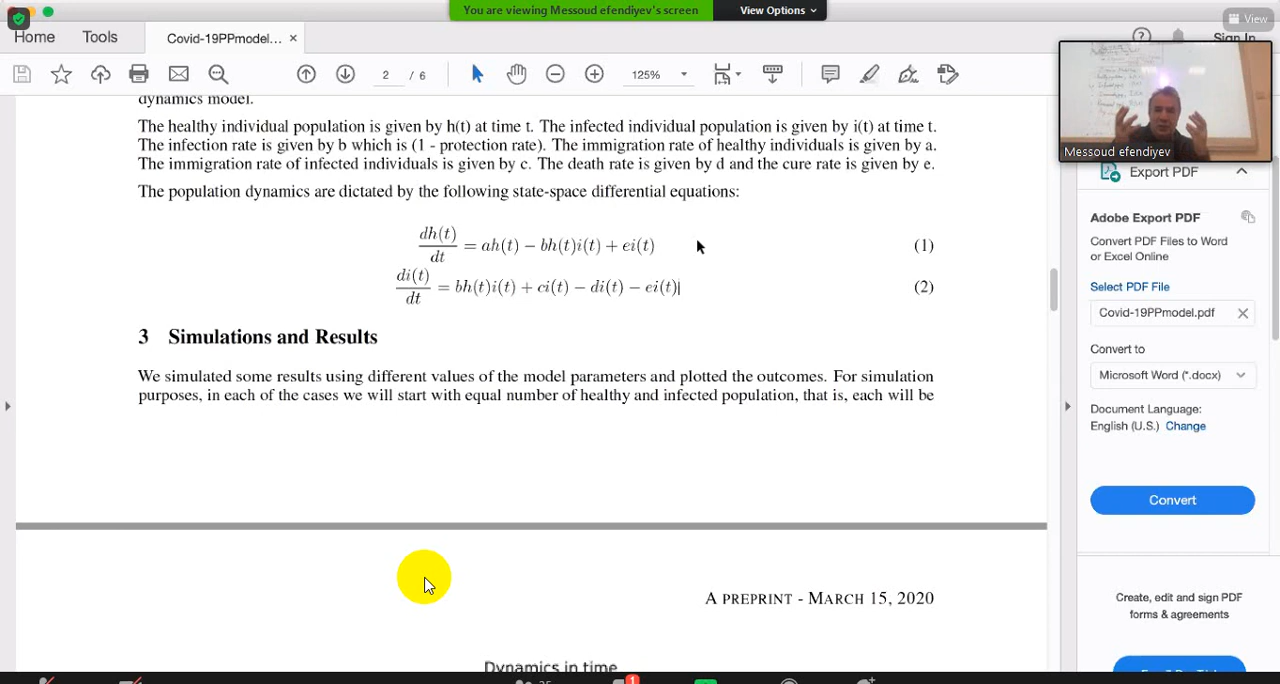 You are viewing Messoud efendiyev's screen
View Options
View
Home
Tools
Covid-19PPmodel...
Sign In
2 / 6
125%
dynamics model.
The healthy individual population is given by h(t) at time t. The infected individual population is given by i(t) at time t.
The infection rate is given by b which is (1 - protection rate). The immigration rate of healthy individuals is given by a.
The immigration rate of infected individuals is given by c. The death rate is given by d and the cure rate is given by e.
The population dynamics are dictated by the following state-space differential equations:
dh(t)/dt = ah(t) − bh(t)i(t) + ei(t) (1)
di(t)/dt = bh(t)i(t) + ci(t) − di(t) − ei(t) (2)
3 Simulations and Results
We simulated some results using different values of the model parameters and plotted the outcomes. For simulation
purposes, in each of the cases we will start with equal number of healthy and infected population, that is, each will be
A PREPRINT - MARCH 15, 2020
Dynamics in time
Messoud efendiyev
Export PDF
Adobe Export PDF
Convert PDF Files to Word
or Excel Online
Select PDF File
Covid-19PPmodel.pdf
Convert to
Microsoft Word (*.docx)
Document Language:
English (U.S.) Change
Convert
Create, edit and sign PDF
forms & agreements
1